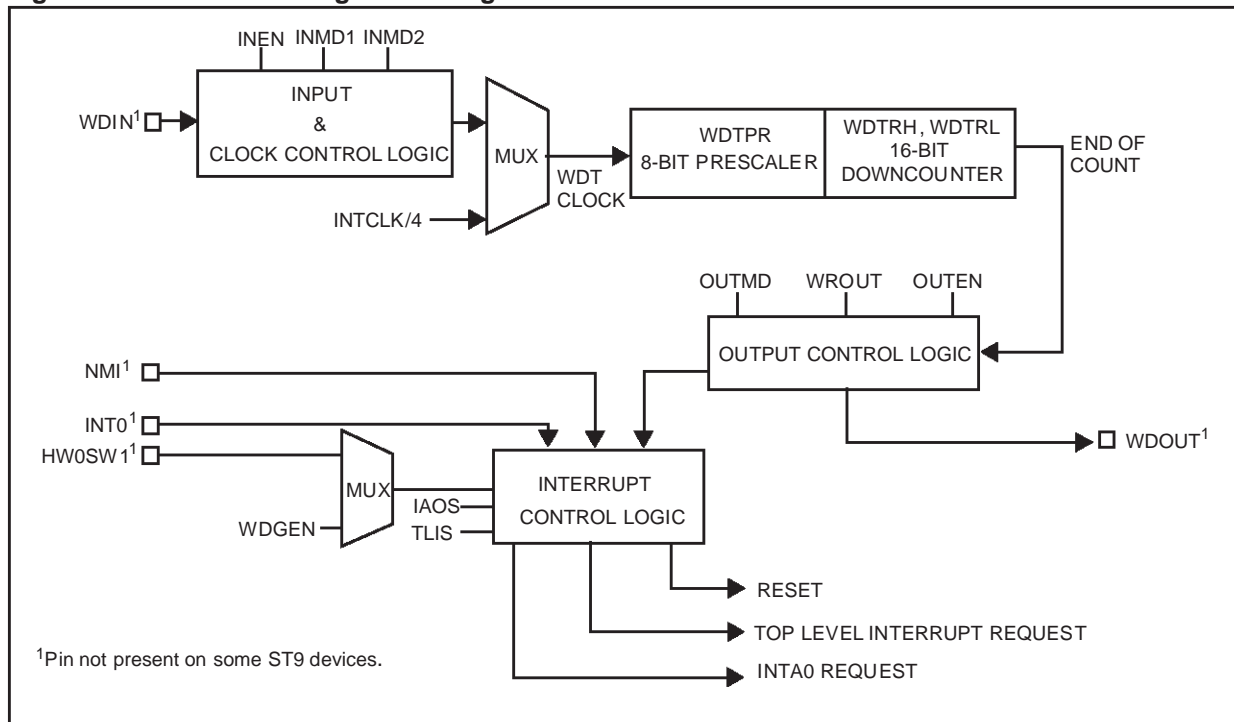 INEN INMD1 INMD2
INPUT
&
CLOCK CONTROL LOGIC
WDIN¹
MUX
WDT
CLOCK
INTCLK/4
WDTPR
8-BIT PRESCALER
WDTRH, WDTRL
16-BIT
DOWNCOUNTER
END OF
COUNT
OUTMD WROUT OUTEN
OUTPUT CONTROL LOGIC
NMI¹
INT0¹
HW0SW1¹
MUX
WDGEN
IAOS
TLIS
INTERRUPT
CONTROL LOGIC
WDOUT¹
RESET
TOP LEVEL INTERRUPT REQUEST
INTA0 REQUEST
¹Pin not present on some ST9 devices.